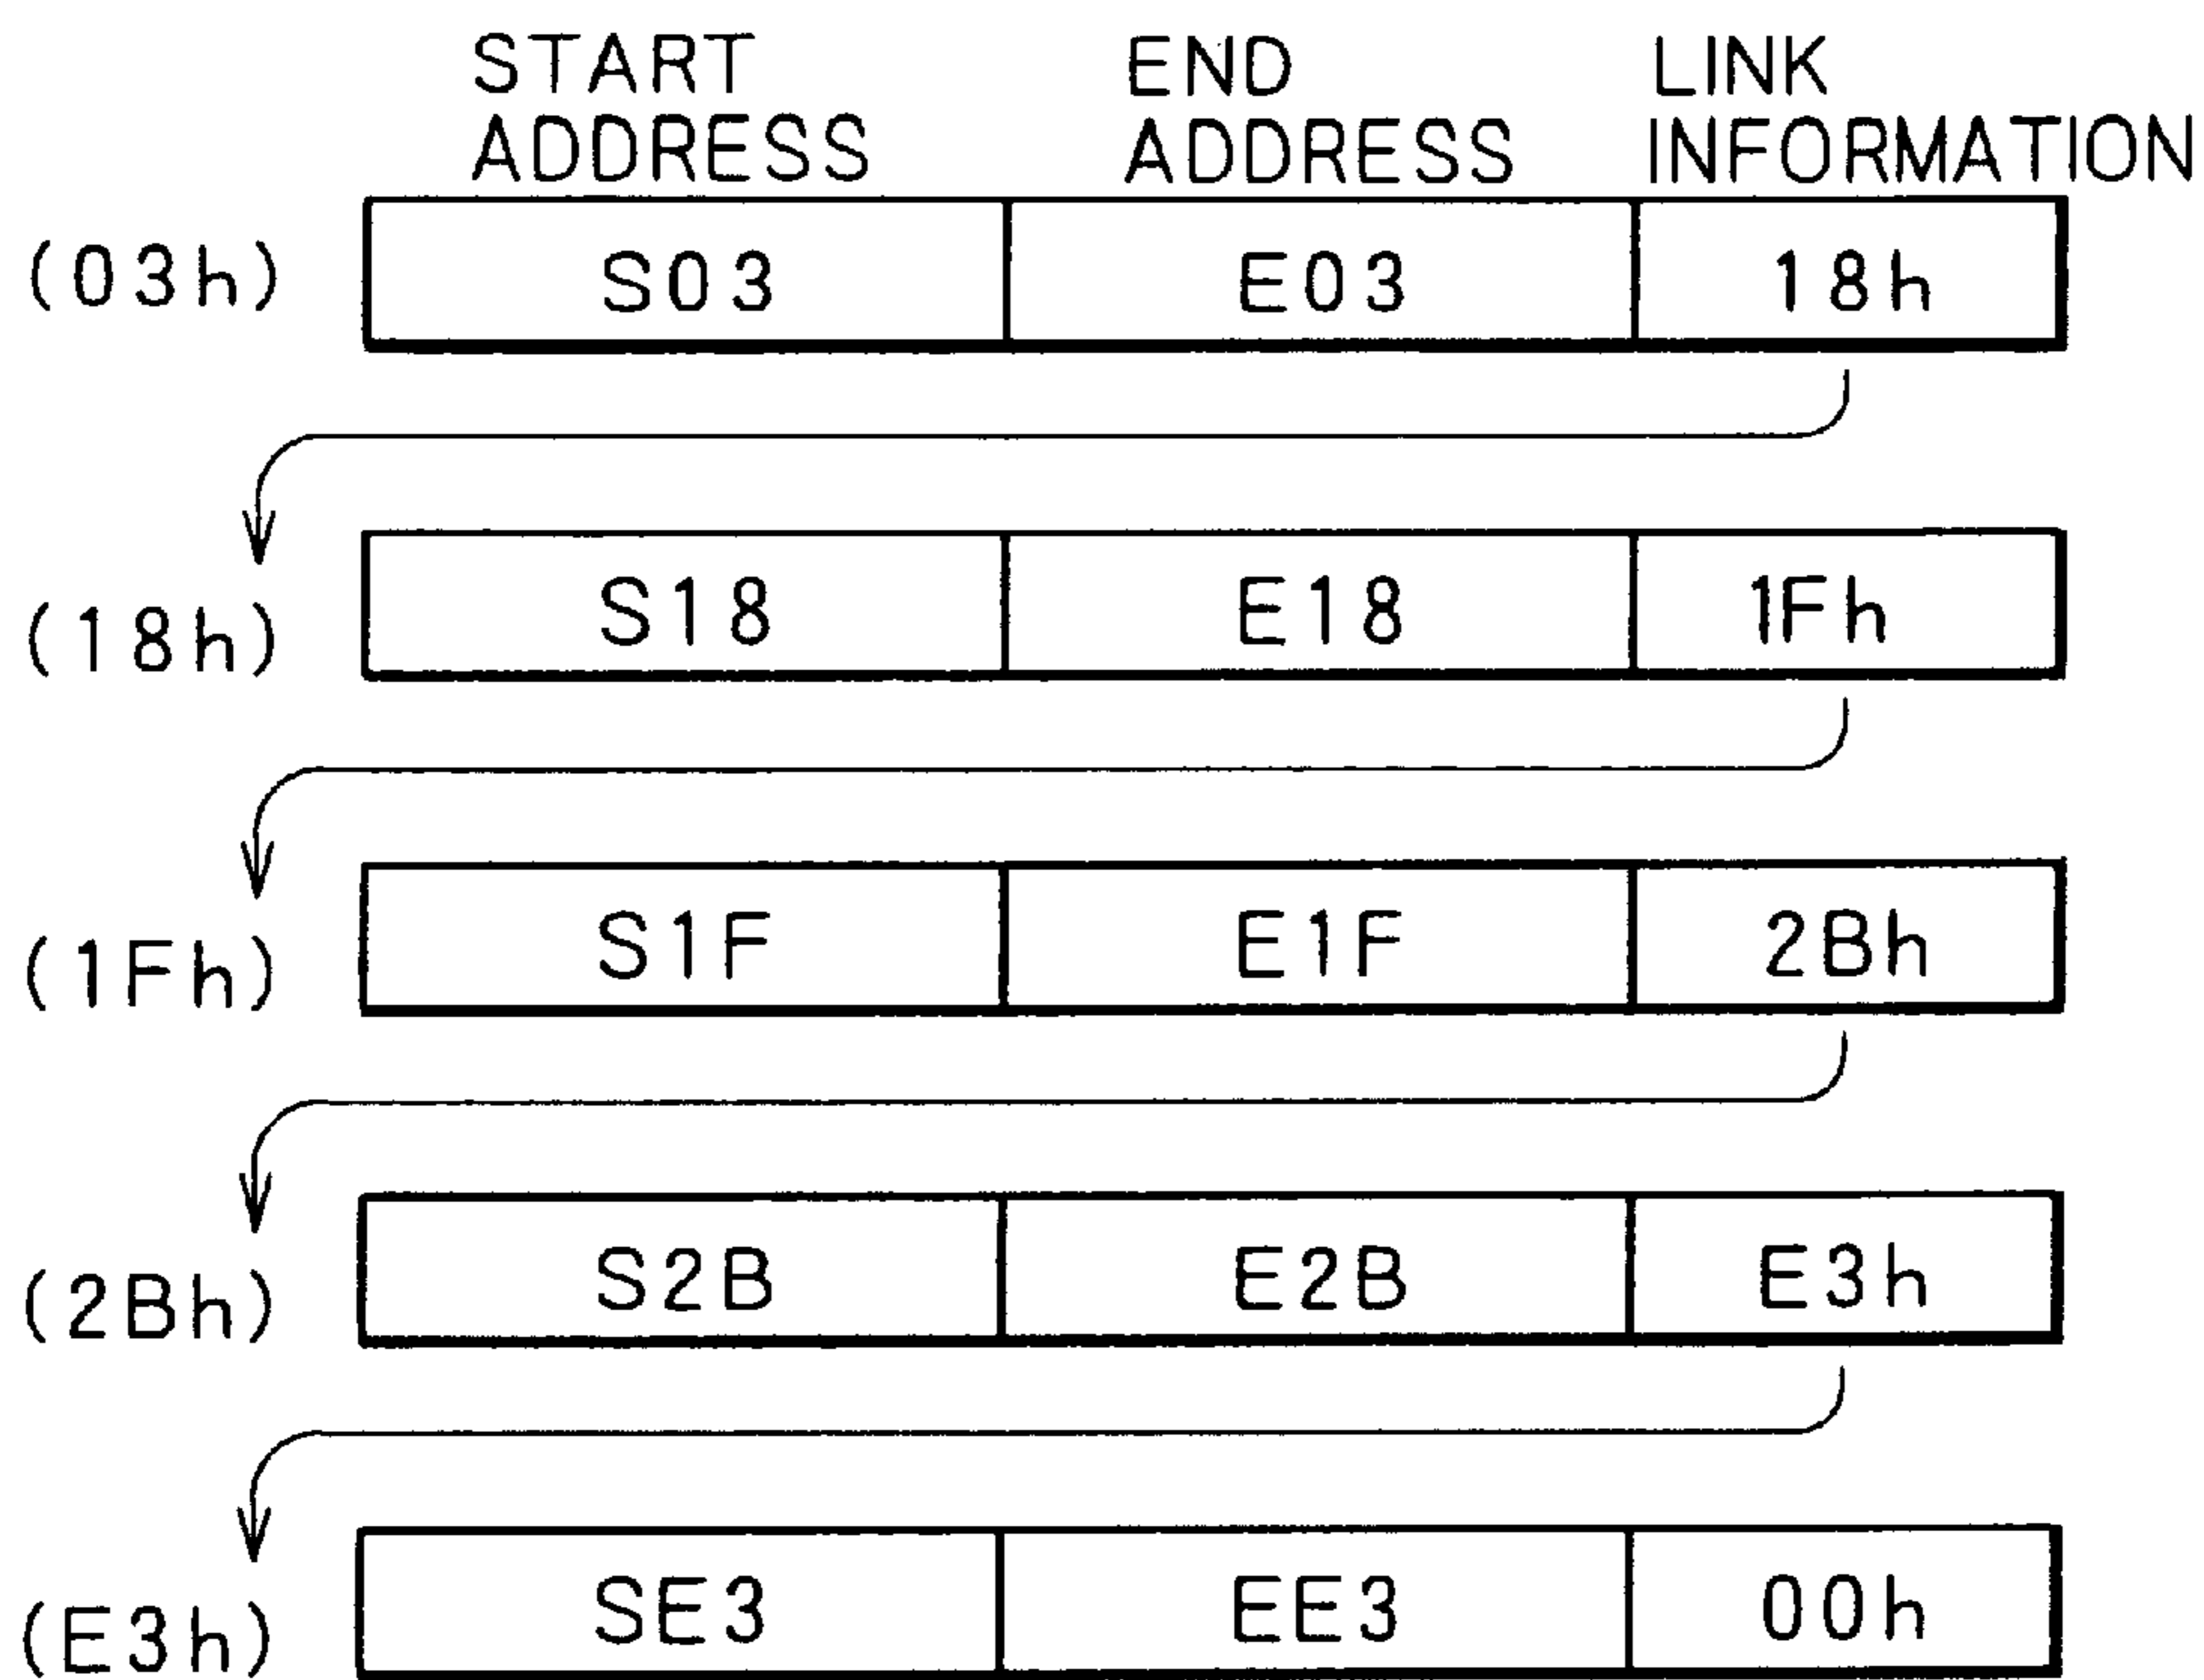 START END LINK
ADDRESS ADDRESS INFORMATION
(03h) S03 E03 18h
(18h) S18 E18 1Fh
(1Fh) S1F E1F 2Bh
(2Bh) S2B E2B E3h
(E3h) SE3 EE3 00h